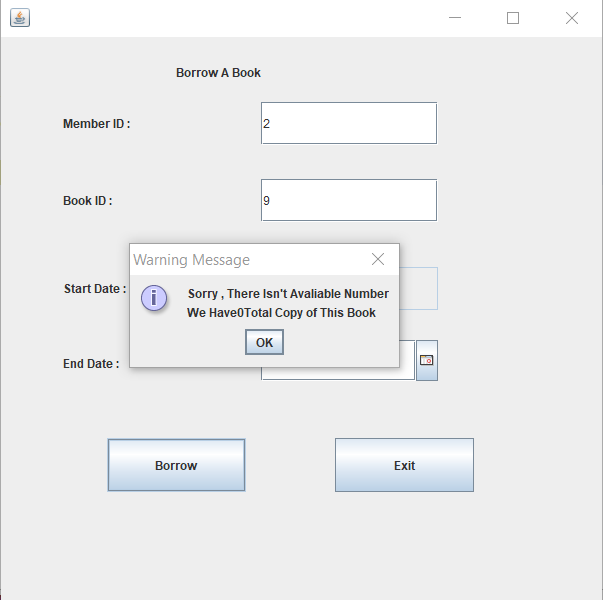 Borrow A Book
Member ID :
2
Book ID :
9
Warning Message
Sorry , There Isn't Avaliable Number
We Have0Total Copy of This Book
OK
Start Date :
End Date :
Borrow
Exit